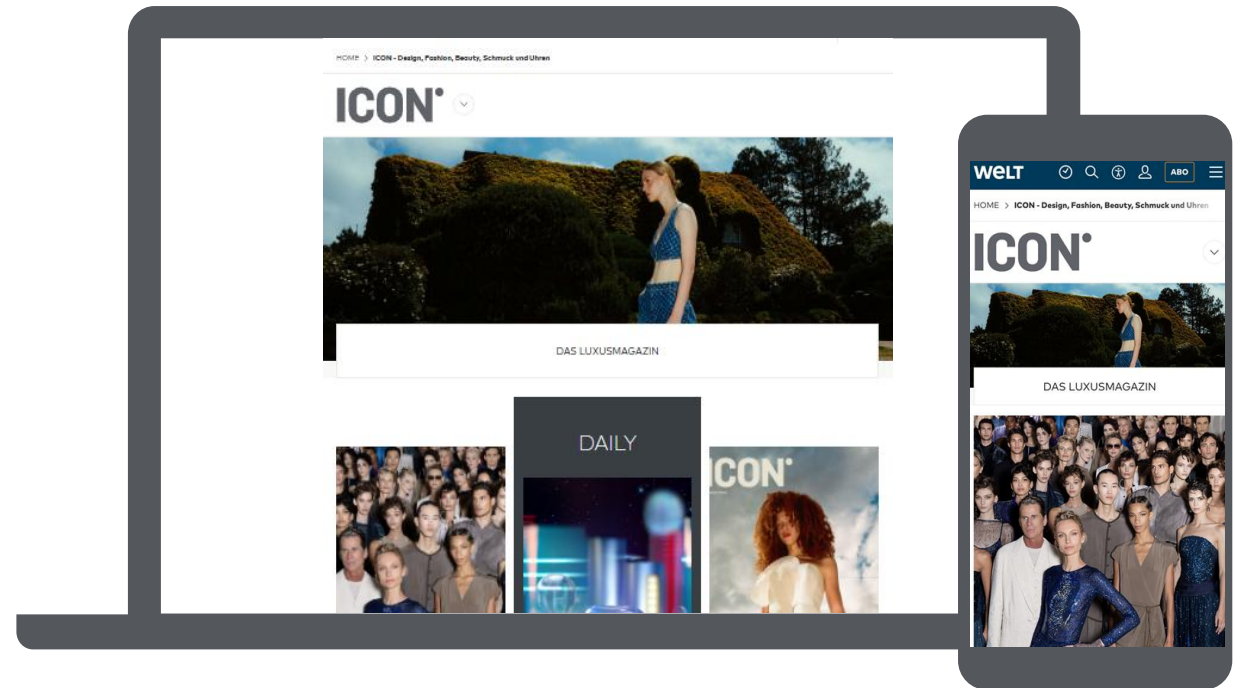 HOME > ICON - Design, Fashion, Beauty, Schmuck und Uhren
ICON
DAS LUXUSMAGAZIN
DAILY
ICON
WELT
ABO
HOME > ICON - Design, Fashion, Beauty, Schmuck und Uhren
ICON
DAS LUXUSMAGAZIN